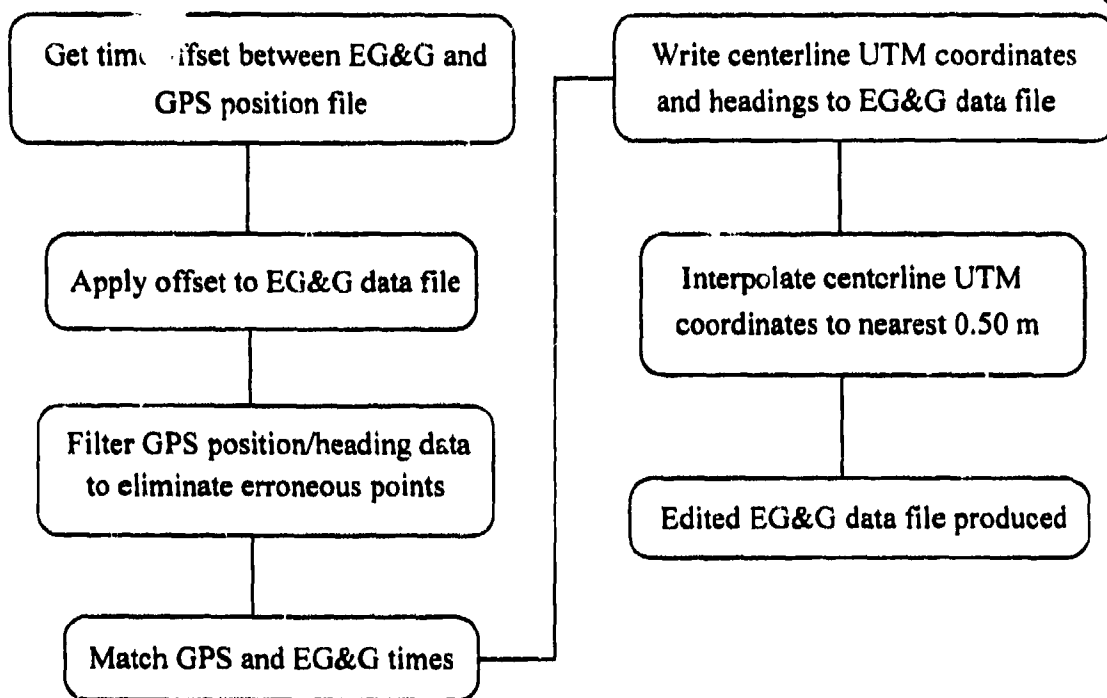 Get time offset between EG&G and
GPS position file
Apply offset to EG&G data file
Filter GPS position/heading data
to eliminate erroneous points
Match GPS and EG&G times
Write centerline UTM coordinates
and headings to EG&G data file
Interpolate centerline UTM
coordinates to nearest 0.50 m
Edited EG&G data file produced